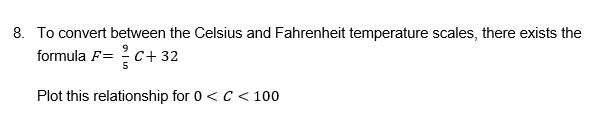 8. To convert between the Celsius and Fahrenheit temperature scales, there exists the
formula F= 9/5 C+ 32
Plot this relationship for 0 < C < 100